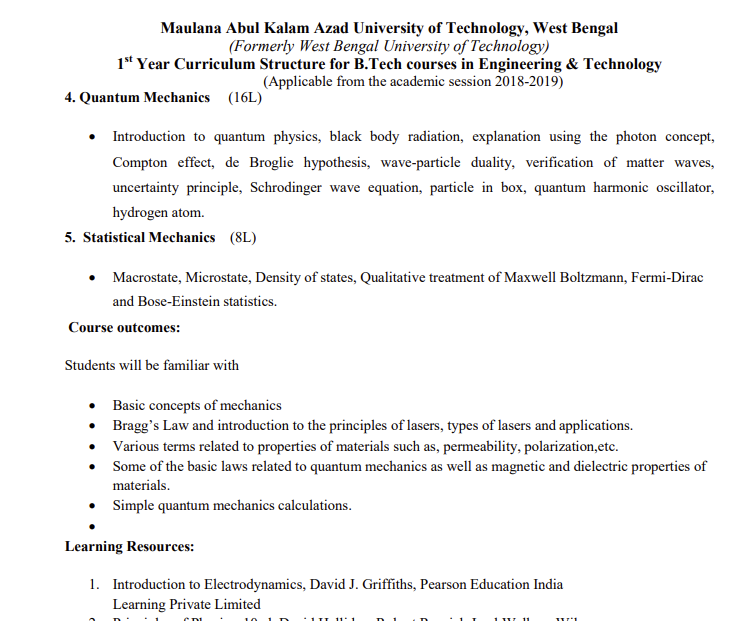 Maulana Abul Kalam Azad University of Technology, West Bengal
(Formerly West Bengal University of Technology)
1st Year Curriculum Structure for B.Tech courses in Engineering & Technology
(Applicable from the academic session 2018-2019)
4. Quantum Mechanics (16L)
• Introduction to quantum physics, black body radiation, explanation using the photon concept,
Compton effect, de Broglie hypothesis, wave-particle duality, verification of matter waves,
uncertainty principle, Schrodinger wave equation, particle in box, quantum harmonic oscillator,
hydrogen atom.
5. Statistical Mechanics (8L)
• Macrostate, Microstate, Density of states, Qualitative treatment of Maxwell Boltzmann, Fermi-Dirac
and Bose-Einstein statistics.
Course outcomes:
Students will be familiar with
• Basic concepts of mechanics
• Bragg's Law and introduction to the principles of lasers, types of lasers and applications.
• Various terms related to properties of materials such as, permeability, polarization,etc.
• Some of the basic laws related to quantum mechanics as well as magnetic and dielectric properties of
materials.
• Simple quantum mechanics calculations.
•
Learning Resources:
1. Introduction to Electrodynamics, David J. Griffiths, Pearson Education India
Learning Private Limited